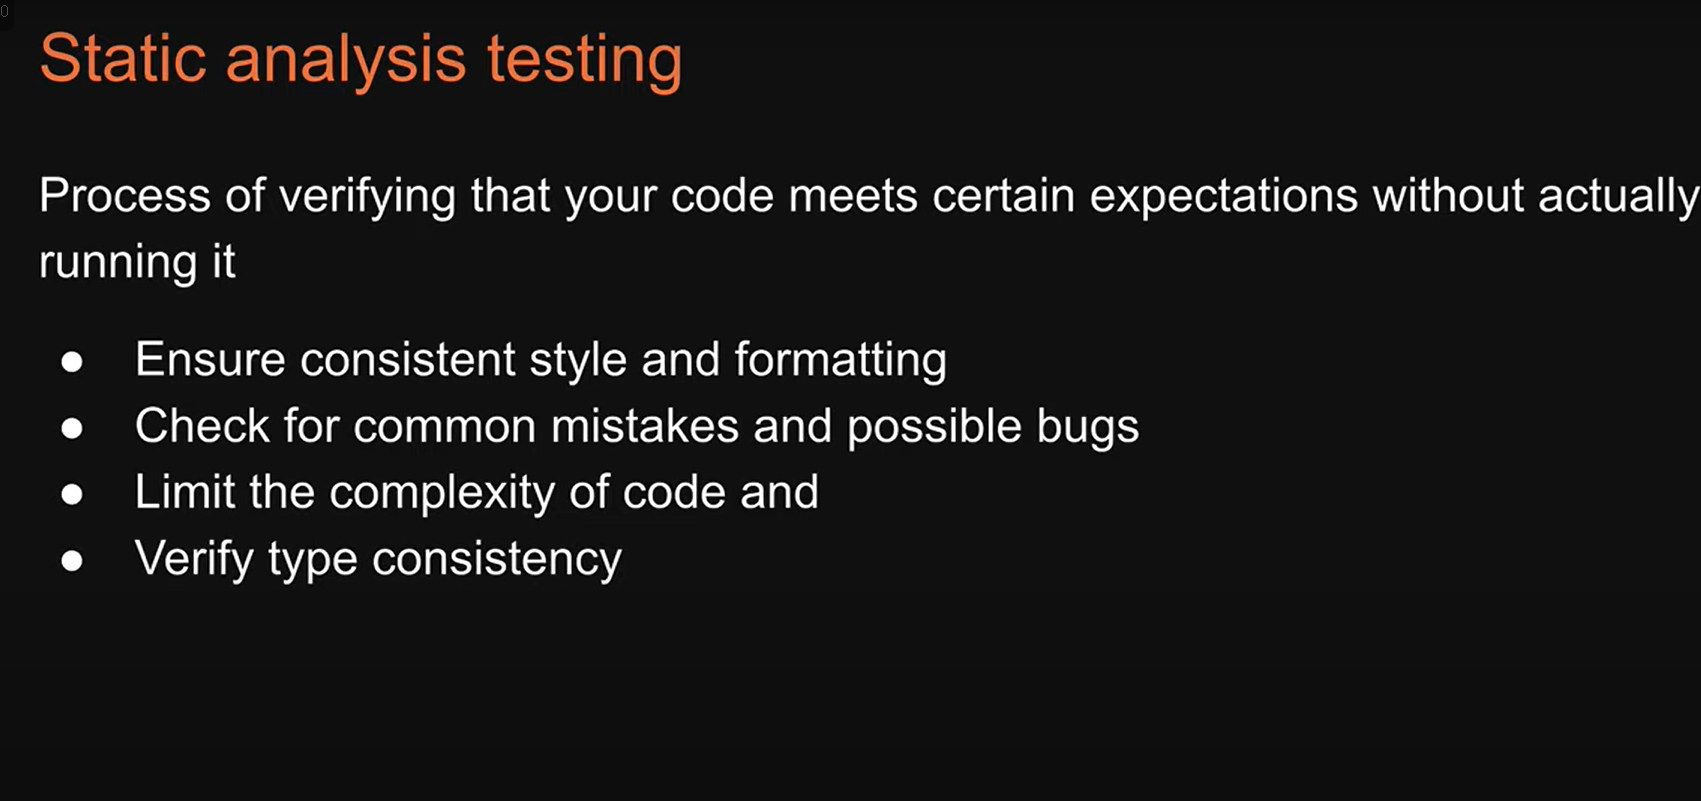 0
Static analysis testing
Process of verifying that your code meets certain expectations without actually
running it
● Ensure consistent style and formatting
● Check for common mistakes and possible bugs
● Limit the complexity of code and
● Verify type consistency